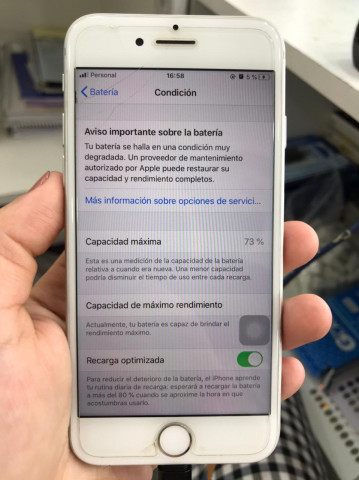 Personal 16:58 5 %
Batería Condición
Aviso importante sobre la batería
Tu batería se halla en una condición muy
degradada. Un proveedor de mantenimiento
autorizado por Apple puede restaurar su
capacidad y rendimiento completos.
Más información sobre opciones de servici...
Capacidad máxima 73 %
Esta es una medición de la capacidad de la batería
relativa a cuando era nueva. Una menor capacidad
podría disminuir el tiempo de uso entre cada recarga.
Capacidad de máximo rendimiento
Actualmente, tu batería es capaz de brindar el
rendimiento máximo.
Recarga optimizada
Para reducir el deterioro de la batería, el iPhone aprende
tu rutina diaria de recarga: esperará a recargar la batería
a más del 80 % cuando se aproxime la hora en que
acostumbras usarlo.